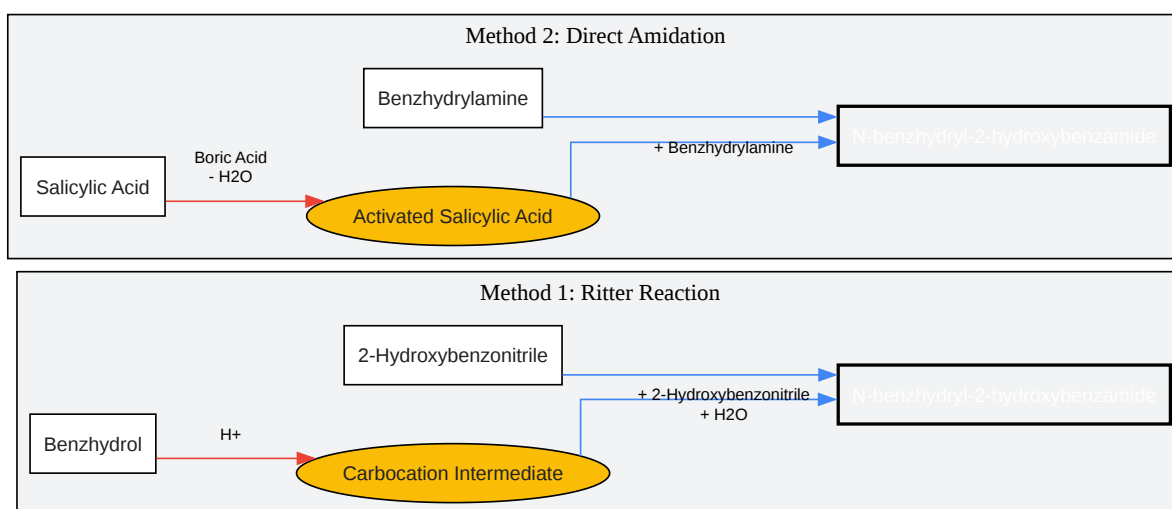 Method 2: Direct Amidation
Benzhydrylamine
N-benzhydryl-2-hydroxybenzamide
+ Benzhydrylamine
Boric Acid
- H2O
Salicylic Acid
Activated Salicylic Acid
Method 1: Ritter Reaction
2-Hydroxybenzonitrile
N-benzhydryl-2-hydroxybenzamide
+ 2-Hydroxybenzonitrile
+ H2O
H+
Benzhydrol
Carbocation Intermediate